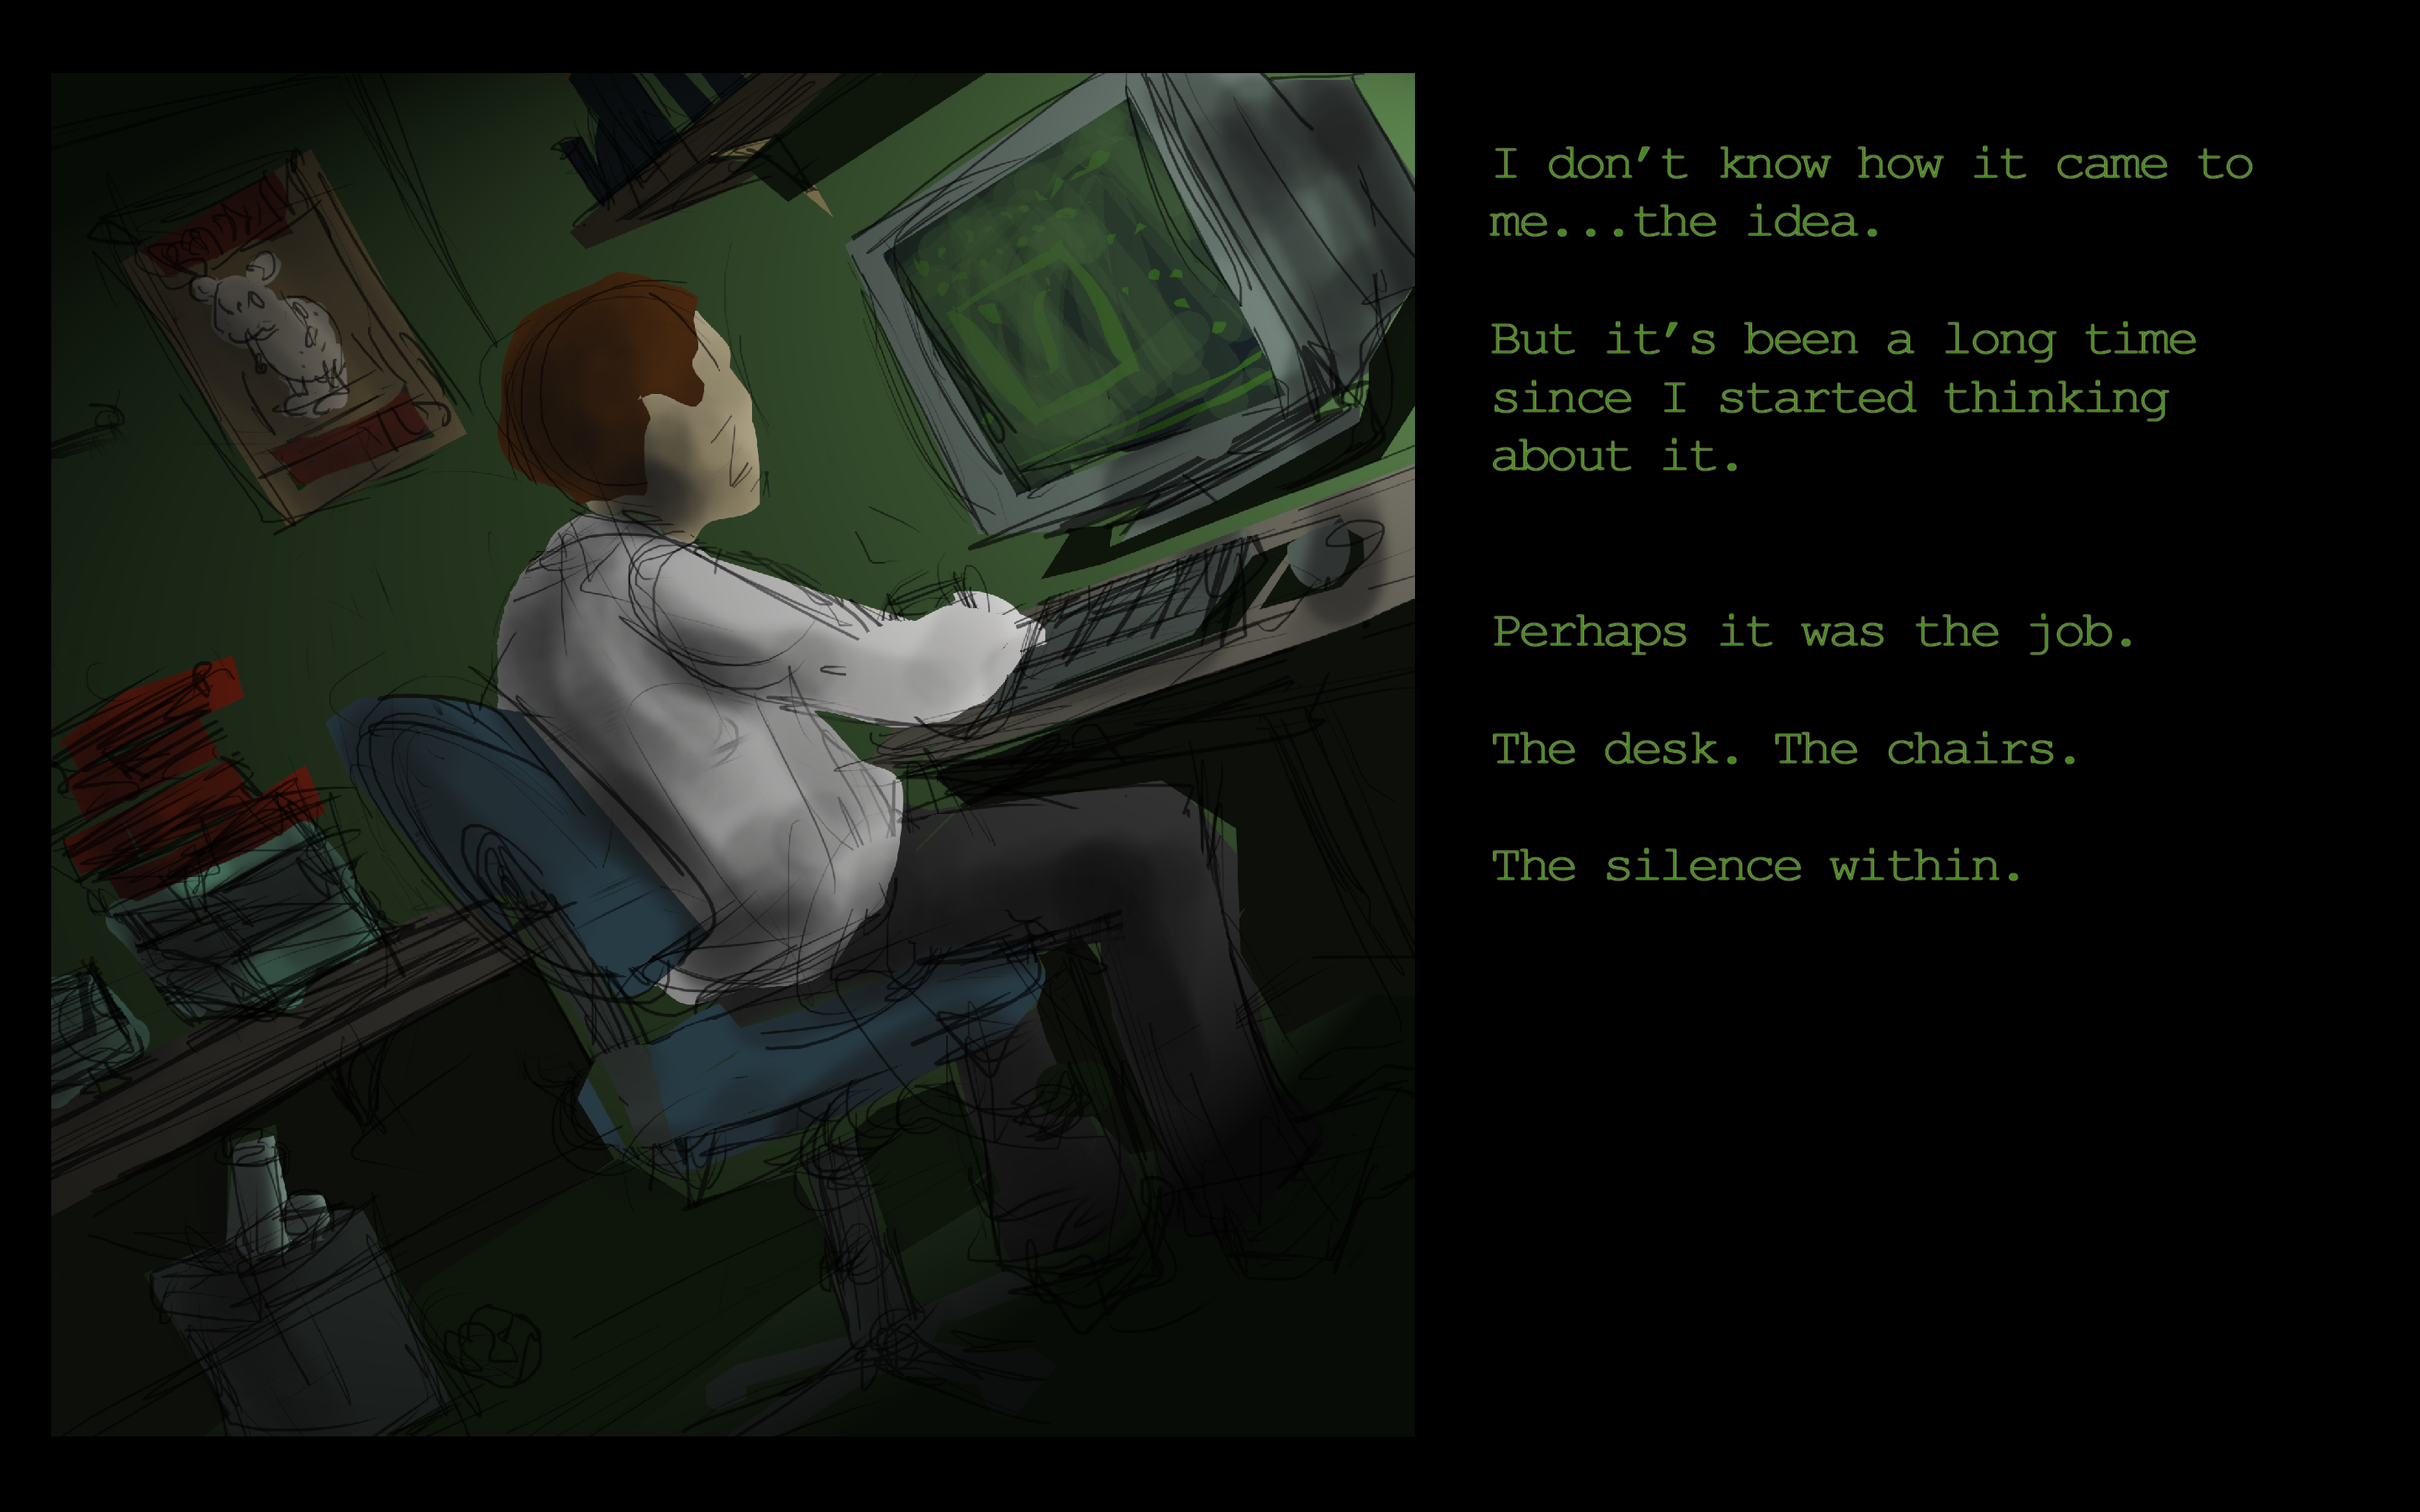 I don't know how it came to
me...the idea.
But it's been a long time
since I started thinking
about it.
Perhaps it was the job.
The desk. The chairs.
The silence within.